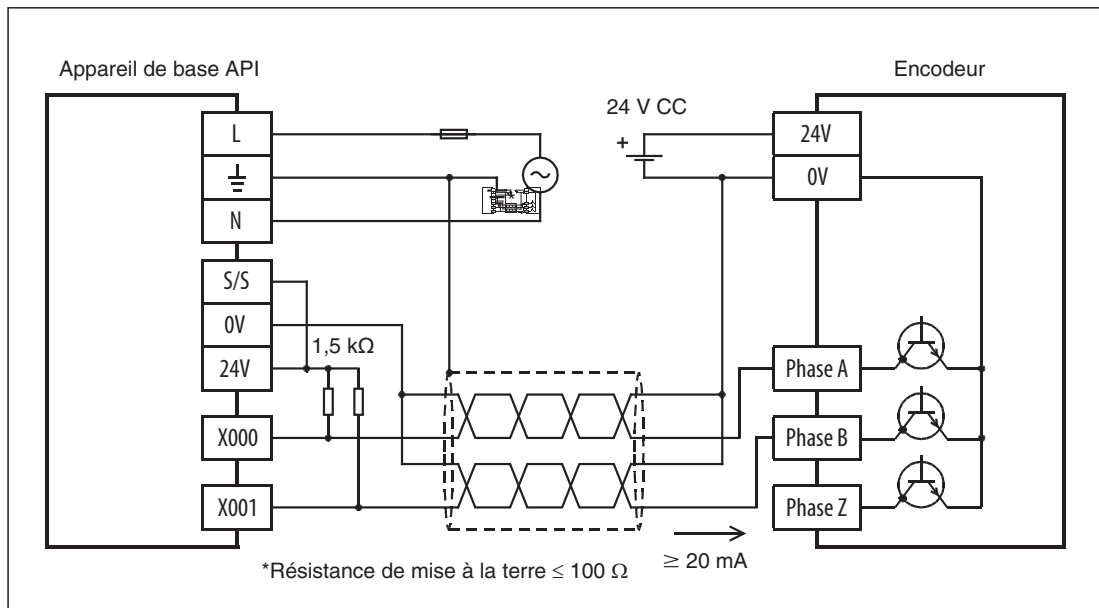 Appareil de base API
Encodeur
24 V CC
+
L
N
S/S
0V
24V
X000
X001
1,5 kΩ
*
24V
0V
Phase A
Phase B
Phase Z
≥ 20 mA
*Résistance de mise à la terre ≤ 100 Ω